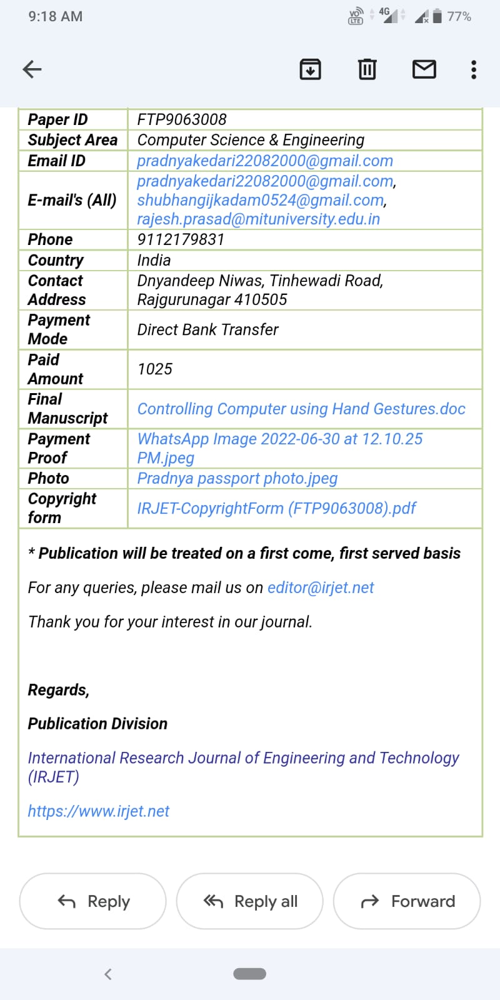 9:18 AM
VO LTE 4G 77%
Paper ID FTP9063008
Subject Area Computer Science & Engineering
Email ID pradnyakedari22082000@gmail.com
E-mail's (All) pradnyakedari22082000@gmail.com,
shubhangijkadam0524@gmail.com,
rajesh.prasad@mituniversity.edu.in
Phone 9112179831
Country India
Contact Address Dnyandeep Niwas, Tinhewadi Road,
Rajgurunagar 410505
Payment Mode Direct Bank Transfer
Paid Amount 1025
Final Manuscript Controlling Computer using Hand Gestures.doc
Payment Proof WhatsApp Image 2022-06-30 at 12.10.25
PM.jpeg
Photo Pradnya passport photo.jpeg
Copyright form IRJET-CopyrightForm (FTP9063008).pdf
* Publication will be treated on a first come, first served basis
For any queries, please mail us on editor@irjet.net
Thank you for your interest in our journal.
Regards,
Publication Division
International Research Journal of Engineering and Technology
(IRJET)
https://www.irjet.net
Reply Reply all Forward